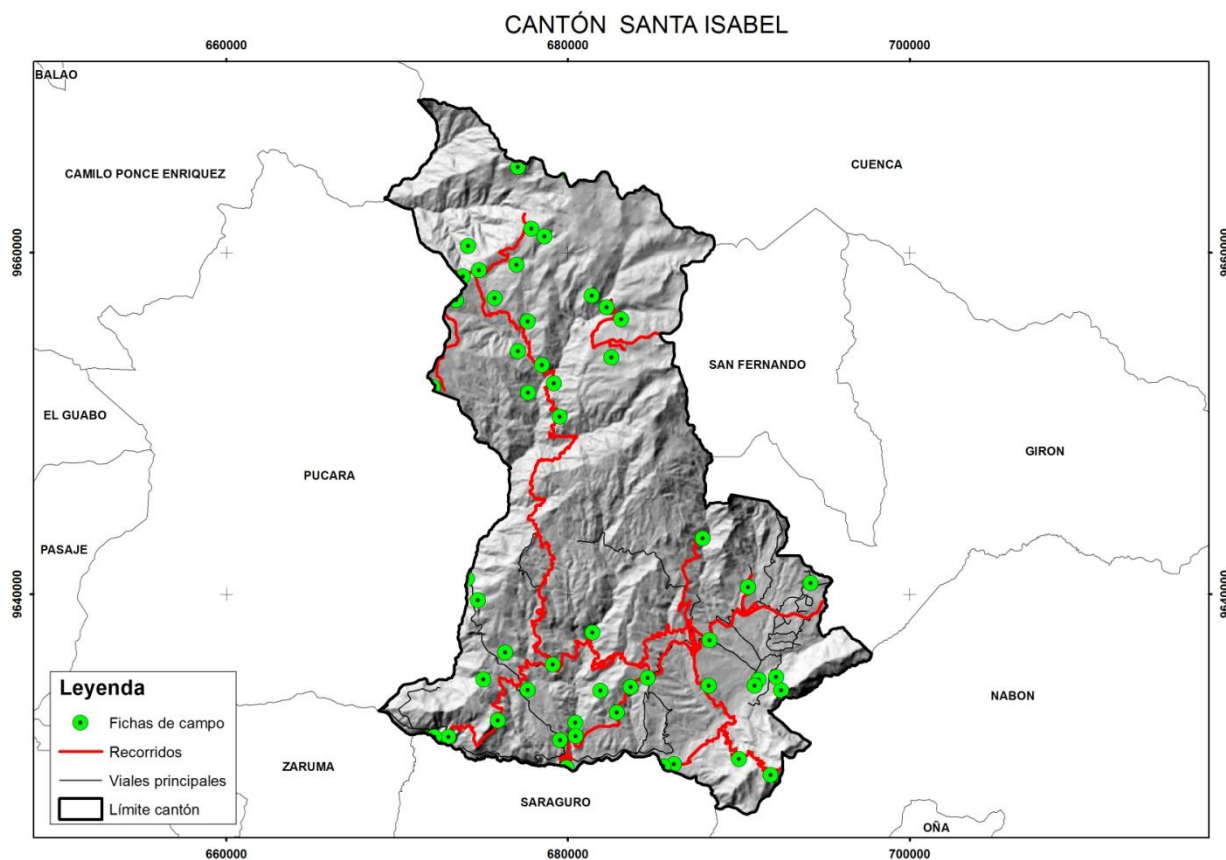 CANTÓN SANTA ISABEL
660000
680000
700000
BALAO
CUENCA
CAMILO PONCE ENRIQUEZ
9660000
9660000
SAN FERNANDO
EL GUABO
GIRON
PUCARA
PASAJE
9640000
9640000
Leyenda
Fichas de campo
Recorridos
Viales principales
Límite cantón
NABON
ZARUMA
SARAGURO
OÑA
660000
680000
700000